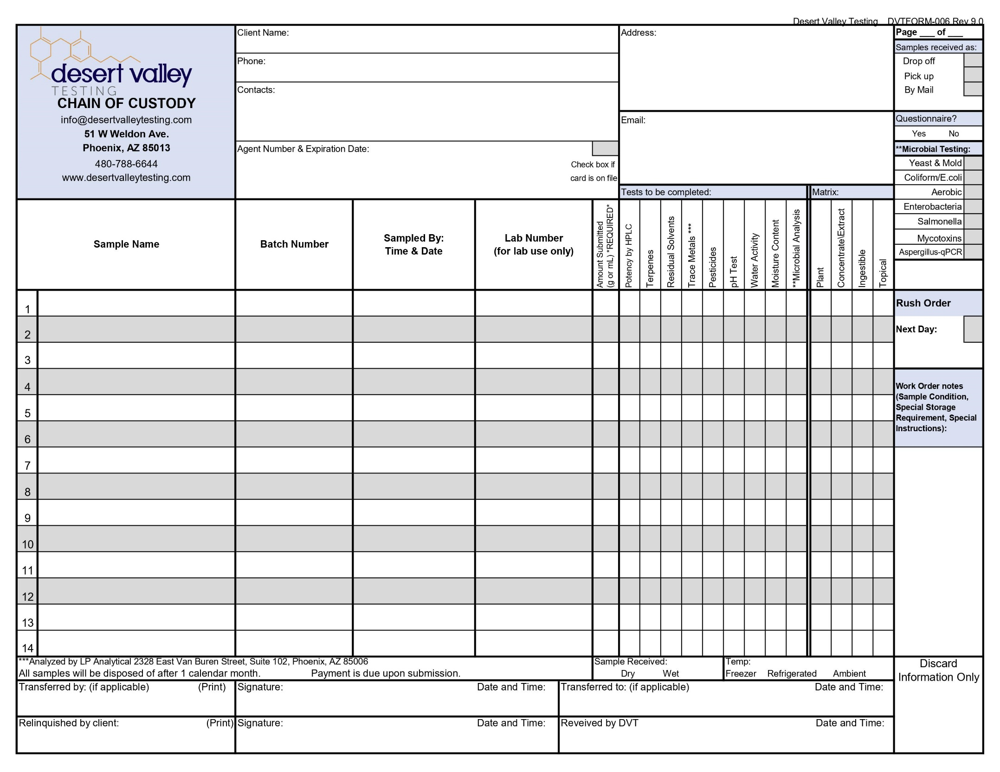 Desert Valley Testing    DVTFORM-006 Rev 9.0
desert valley
TESTING
CHAIN OF CUSTODY
info@desertvalleytesting.com
51 W Weldon Ave.
Phoenix, AZ 85013
480-788-6644
www.desertvalleytesting.com
Client Name:
Phone:
Contacts:
Agent Number & Expiration Date:
Check box if
card is on file
Address:
Email:
Page ___ of ___
Samples received as:
Drop off
Pick up
By Mail
Questionnaire?
Yes    No
**Microbial Testing:
Yeast & Mold
Coliform/E.coli
Aerobic
Enterobacteria
Salmonella
Mycotoxins
Aspergillus-qPCR
Tests to be completed:
Matrix:
Sample Name
Batch Number
Sampled By:
Time & Date
Lab Number
(for lab use only)
Amount Submitted
(g or mL) *REQUIRED*
Potency by HPLC
Terpenes
Residual Solvents
Trace Metals ***
Pesticides
pH Test
Water Activity
Moisture Content
**Microbial Analysis
Plant
Concentrate\Extract
Ingestible
Topical
1
2
3
4
5
6
7
8
9
10
11
12
13
14
Rush Order
Next Day:
Work Order notes
(Sample Condition,
Special Storage
Requirement, Special
Instructions):
***Analyzed by LP Analytical 2328 East Van Buren Street, Suite 102, Phoenix, AZ 85006
All samples will be disposed of after 1 calendar month.    Payment is due upon submission.
Sample Received:
Dry    Wet
Temp:
Freezer    Refrigerated    Ambient
Discard
Information Only
Transferred by: (if applicable)    (Print)
Signature:    Date and Time:
Transferred to: (if applicable)    Date and Time:
Relinquished by client:    (Print)
Signature:    Date and Time:
Reveived by DVT    Date and Time: